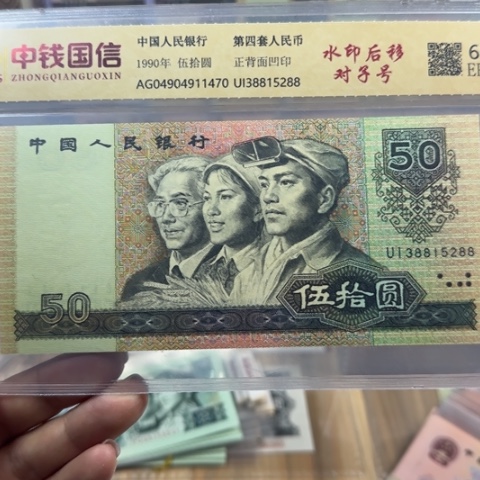 中钱国信
ZHONGQIANGUOXIN
中国人民银行 第四套人民币
1990年 伍拾圆 正背面凹印
AG04904911470 UI38815288
水印后移
对子号
6
中国人民银行
50
UI38815288
50
伍拾圆